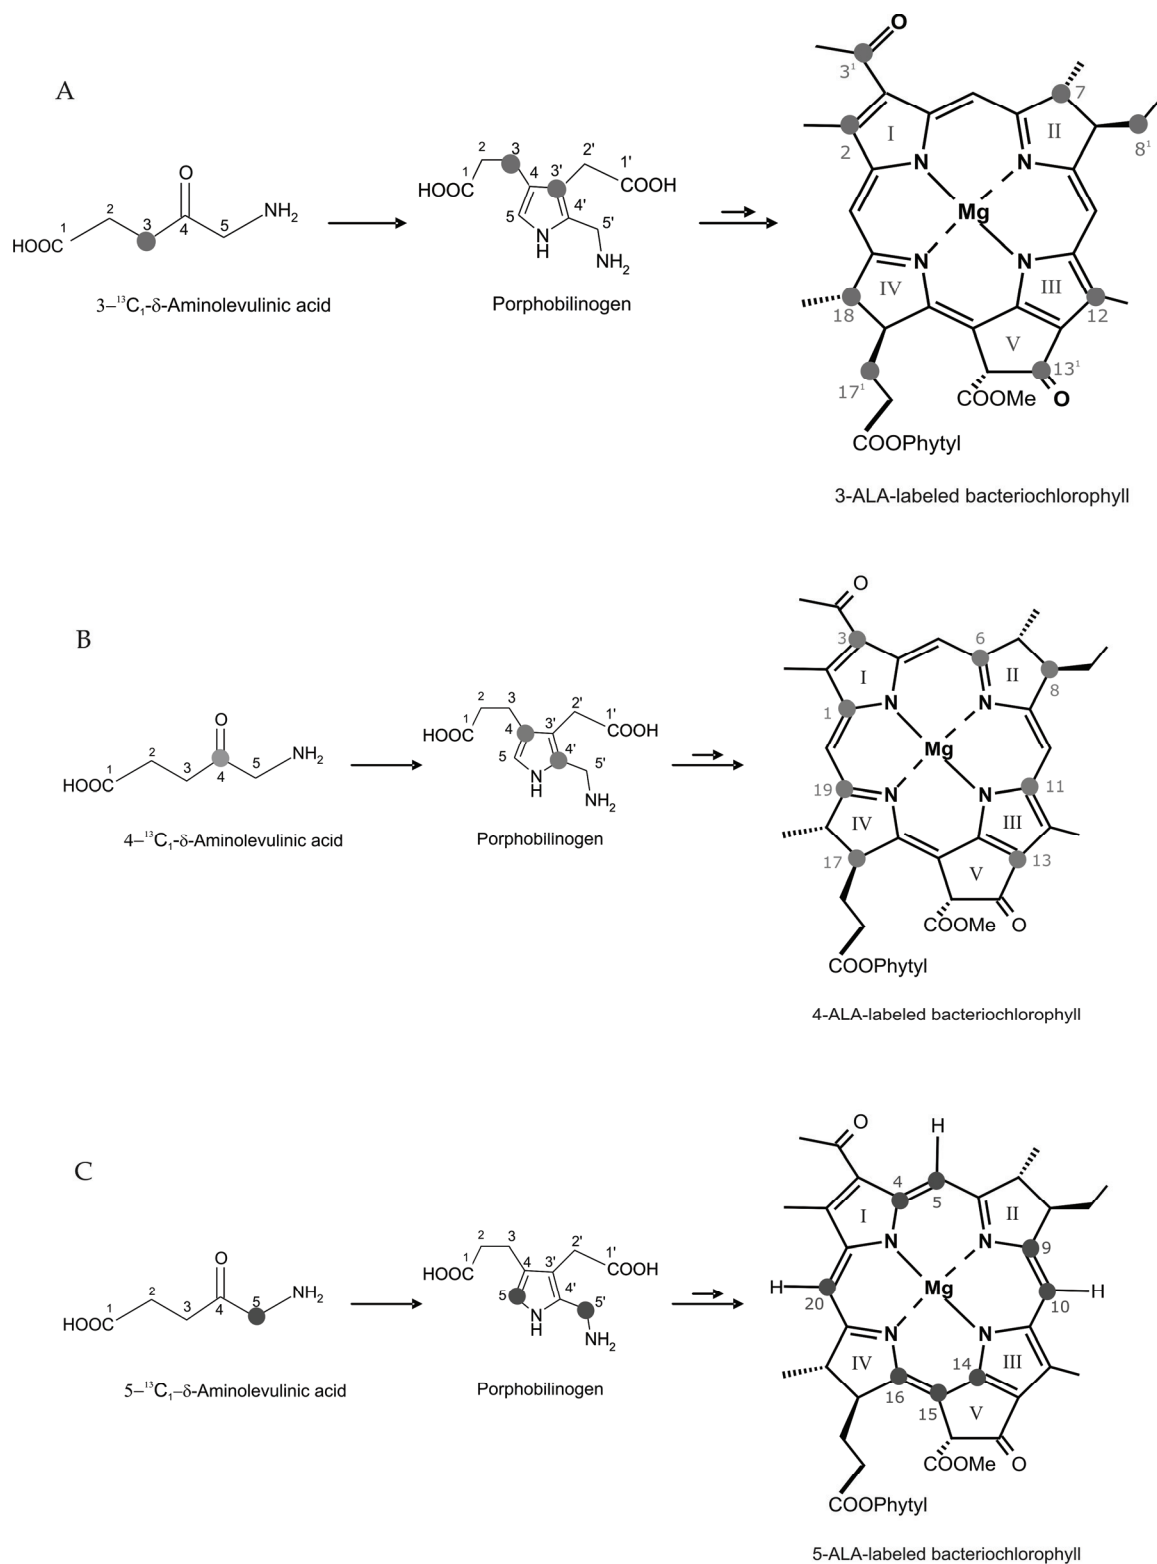 A
HOOC
1
2
3
4
5
O
NH₂
3–¹³C₁-δ-Aminolevulinic acid
HOOC
1
2
3
4
5
3'
4'
5'
2'
1'
COOH
N
H
NH₂
Porphobilinogen
O
3¹
2
I
II
7
8¹
N
N
Mg
N
N
IV
III
18
12
V
17¹
13¹
O
COOMe
COOPhytyl
3-ALA-labeled bacteriochlorophyll
B
HOOC
1
2
3
4
5
O
NH₂
4–¹³C₁-δ-Aminolevulinic acid
HOOC
1
2
3
4
5
3'
4'
5'
2'
1'
COOH
N
H
NH₂
Porphobilinogen
O
3
6
I
II
8
1
N
N
Mg
19
N
N
11
IV
III
17
13
V
COOMe
O
COOPhytyl
4-ALA-labeled bacteriochlorophyll
C
HOOC
1
2
3
4
5
O
NH₂
5–¹³C₁–δ-Aminolevulinic acid
HOOC
1
2
3
4
5
3'
4'
5'
2'
1'
COOH
N
H
NH₂
Porphobilinogen
O
H
4
5
I
II
N
N
9
H
20
Mg
10
H
N
N
IV
14
III
16
15
V
COOMe
O
COOPhytyl
5-ALA-labeled bacteriochlorophyll